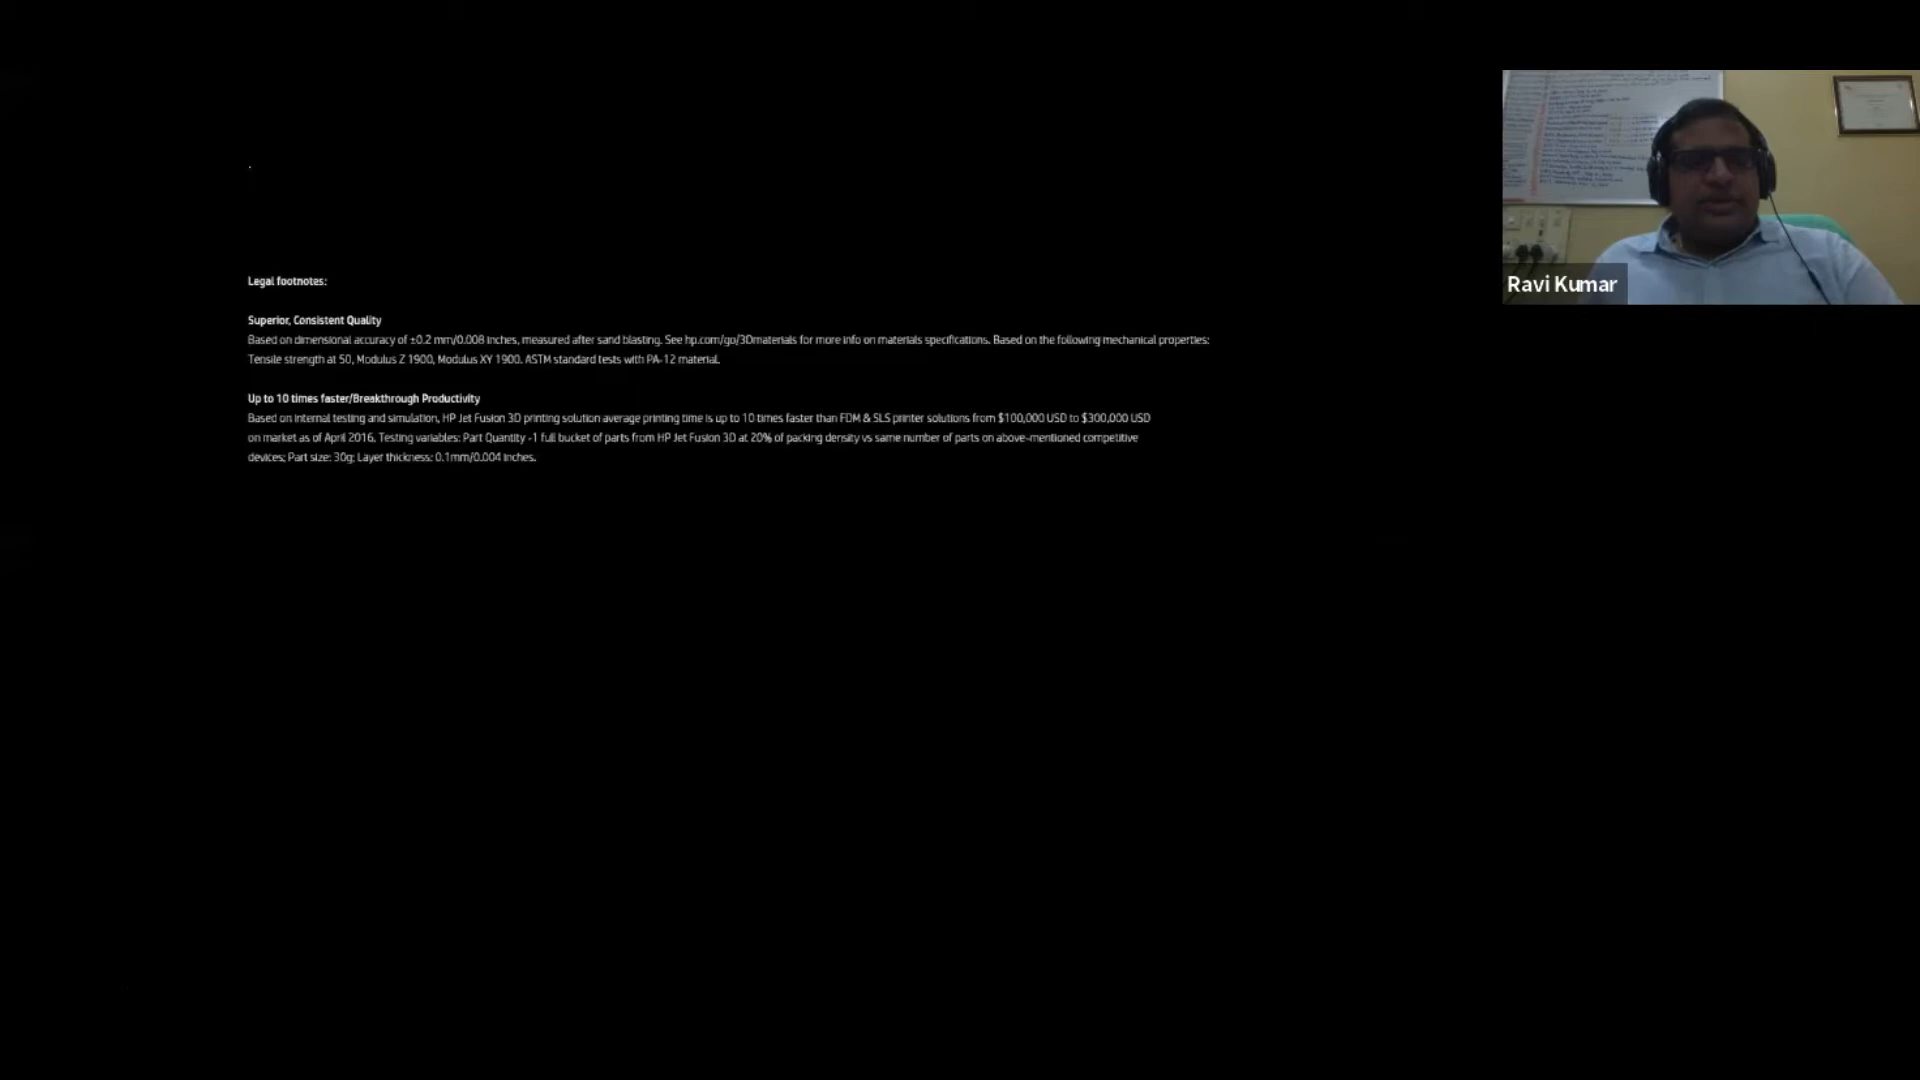 Legal footnotes:
Superior, Consistent Quality
Based on dimensional accuracy of ±0.2 mm/0.008 inches, measured after sand blasting. See hp.com/go/3Dmaterials for more info on materials specifications. Based on the following mechanical properties:
Tensile strength at 50, Modulus Z 1900, Modulus XY 1900. ASTM standard tests with PA-12 material.
Up to 10 times faster/Breakthrough Productivity
Based on internal testing and simulation, HP Jet Fusion 3D printing solution average printing time is up to 10 times faster than FDM & SLS printer solutions from $100,000 USD to $300,000 USD
on market as of April 2016. Testing variables: Part Quantity -1 full bucket of parts from HP Jet Fusion 3D at 20% of packing density vs same number of parts on above-mentioned competitive
devices; Part size: 30g; Layer thickness: 0.1mm/0.004 inches.
Ravi Kumar